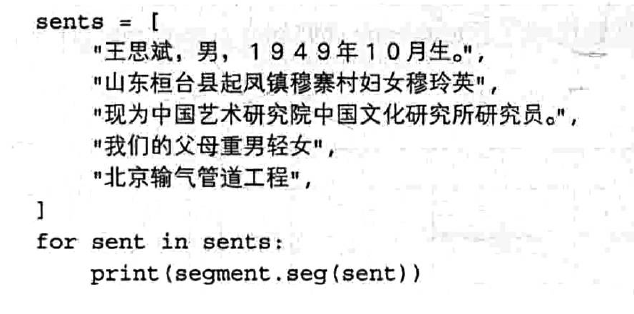 sents = [
    "王思斌，男，１９４９年１０月生。",
    "山东桓台县起凤镇穆寨村妇女穆玲英",
    "现为中国艺术研究院中国文化研究所研究员。",
    "我们的父母重男轻女",
    "北京输气管道工程",
]
for sent in sents:
    print(segment.seg(sent))